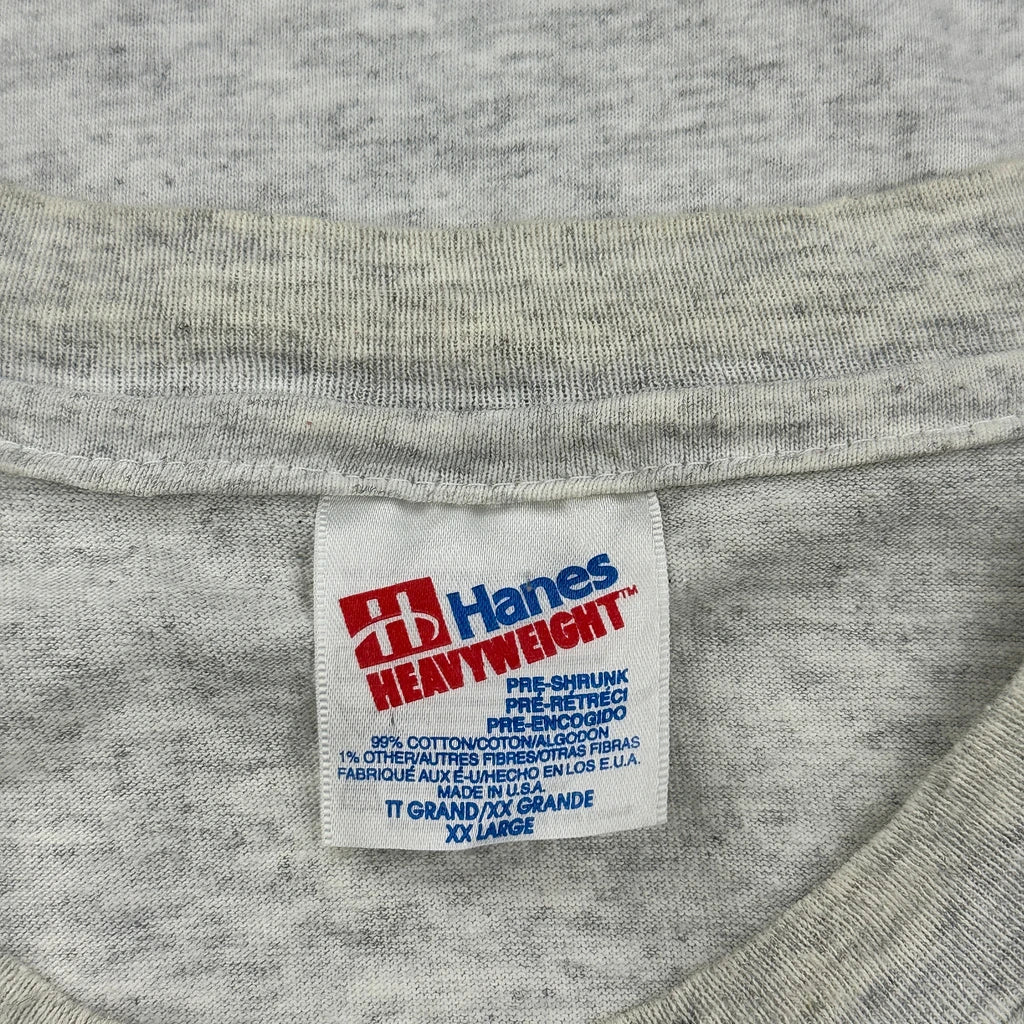 Hanes
HEAVYWEIGHT™
PRE-SHRUNK
PRÉ-RÉTRÉCI
PRE-ENCOGIDO
99% COTTON/COTON/ALGODON
1% OTHER/AUTRES FIBRES/OTRAS FIBRAS
FABRIQUÉ AUX É-U/HECHO EN LOS E.U.A.
MADE IN U.S.A.
TT GRAND/XX GRANDE
XX LARGE